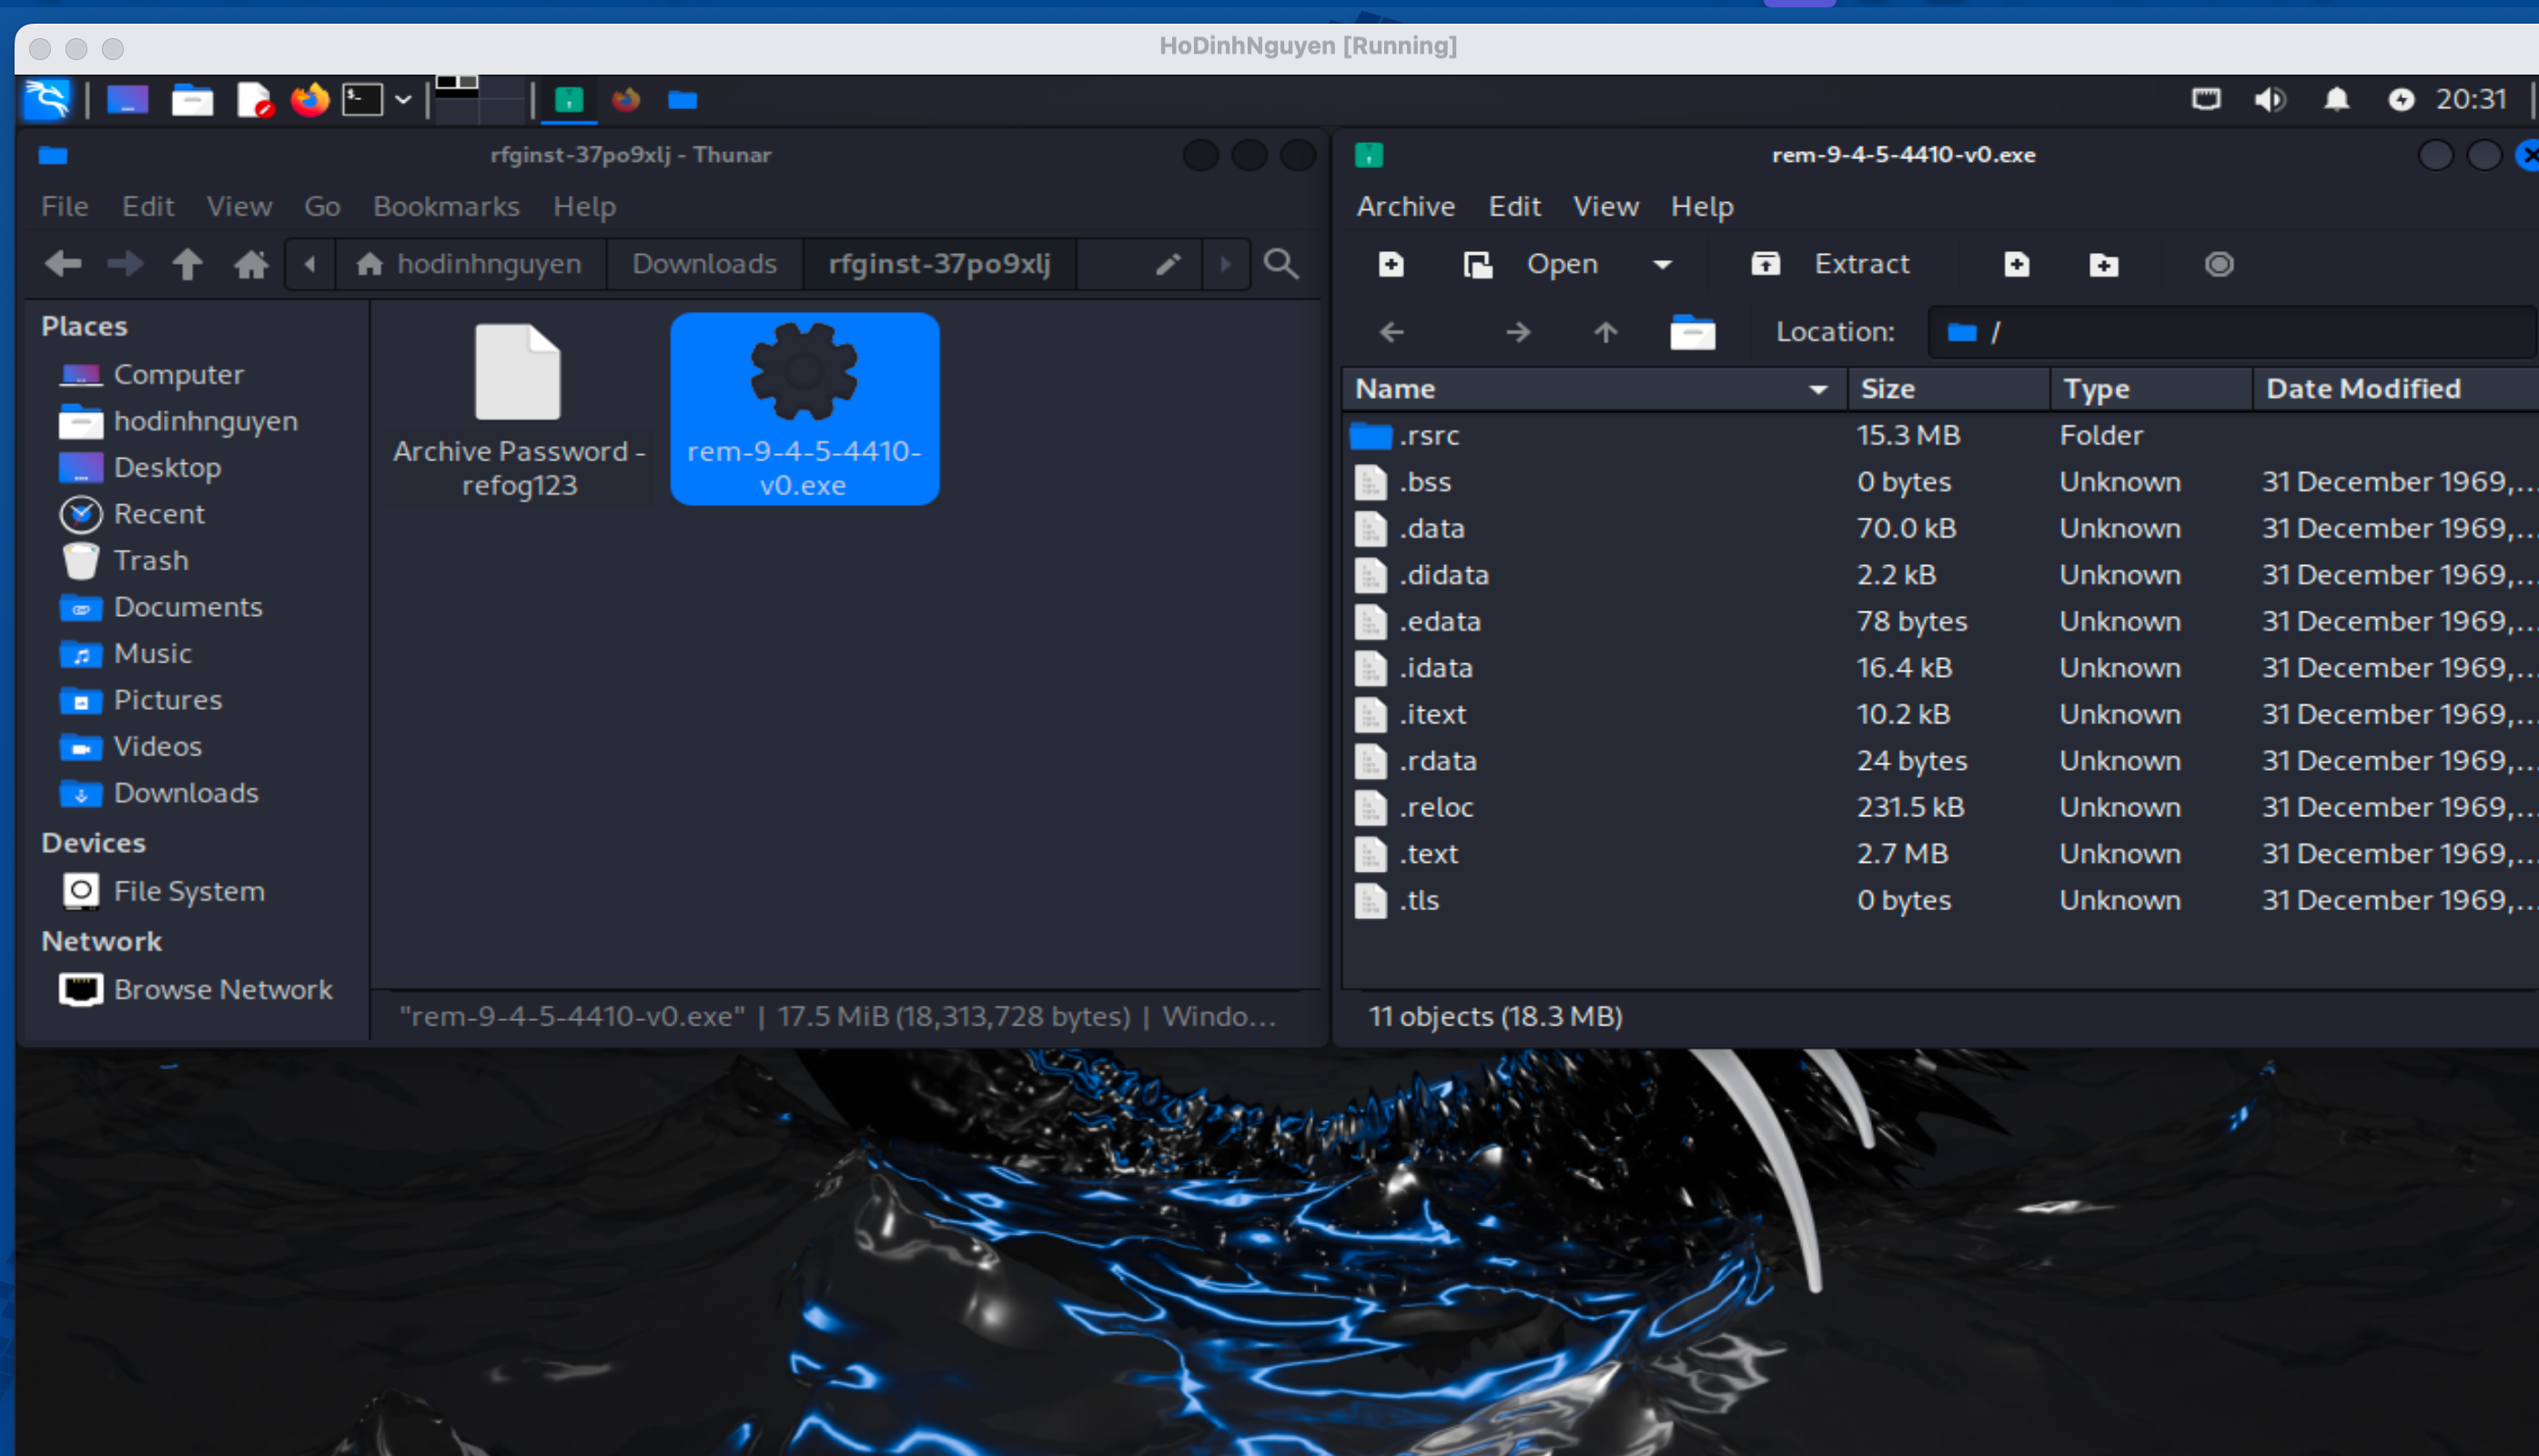 HoDinhNguyen [Running]
20:31
rfginst-37po9xlj - Thunar
File Edit View Go Bookmarks Help
hodinhnguyen Downloads rfginst-37po9xlj
Places
Computer
hodinhnguyen
Desktop
Recent
Trash
Documents
Music
Pictures
Videos
Downloads
Devices
File System
Network
Browse Network
Archive Password -
refog123
rem-9-4-5-4410-
v0.exe
"rem-9-4-5-4410-v0.exe" | 17.5 MiB (18,313,728 bytes) | Windo...
rem-9-4-5-4410-v0.exe
Archive Edit View Help
Open Extract
Location: /
Name Size Type Date Modified
.rsrc 15.3 MB Folder
.bss 0 bytes Unknown 31 December 1969,...
.data 70.0 kB Unknown 31 December 1969,...
.didata 2.2 kB Unknown 31 December 1969,...
.edata 78 bytes Unknown 31 December 1969,...
.idata 16.4 kB Unknown 31 December 1969,...
.itext 10.2 kB Unknown 31 December 1969,...
.rdata 24 bytes Unknown 31 December 1969,...
.reloc 231.5 kB Unknown 31 December 1969,...
.text 2.7 MB Unknown 31 December 1969,...
.tls 0 bytes Unknown 31 December 1969,...
11 objects (18.3 MB)